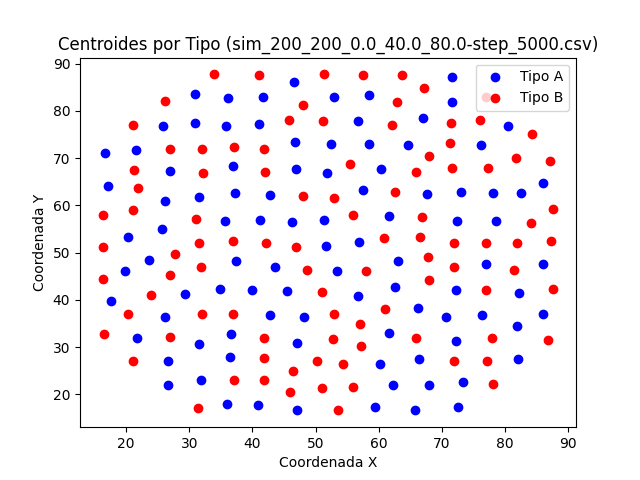 Centroides por Tipo (sim_200_200_0.0_40.0_80.0-step_5000.csv)
Tipo A
Tipo B
90
80
70
60
50
40
30
20
Coordenada Y
20 30 40 50 60 70 80 90
Coordenada X